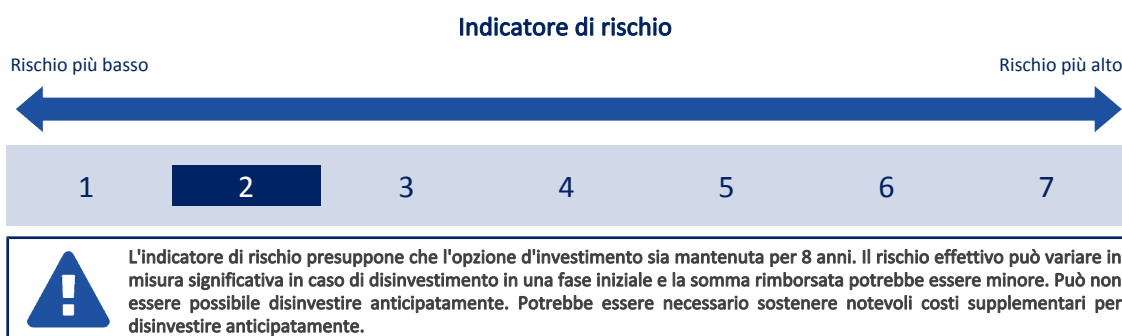 Indicatore di rischio
Rischio più basso
Rischio più alto
1 2 3 4 5 6 7
L'indicatore di rischio presuppone che l'opzione d'investimento sia mantenuta per 8 anni. Il rischio effettivo può variare in
misura significativa in caso di disinvestimento in una fase iniziale e la somma rimborsata potrebbe essere minore. Può non
essere possibile disinvestire anticipatamente. Potrebbe essere necessario sostenere notevoli costi supplementari per
disinvestire anticipatamente.